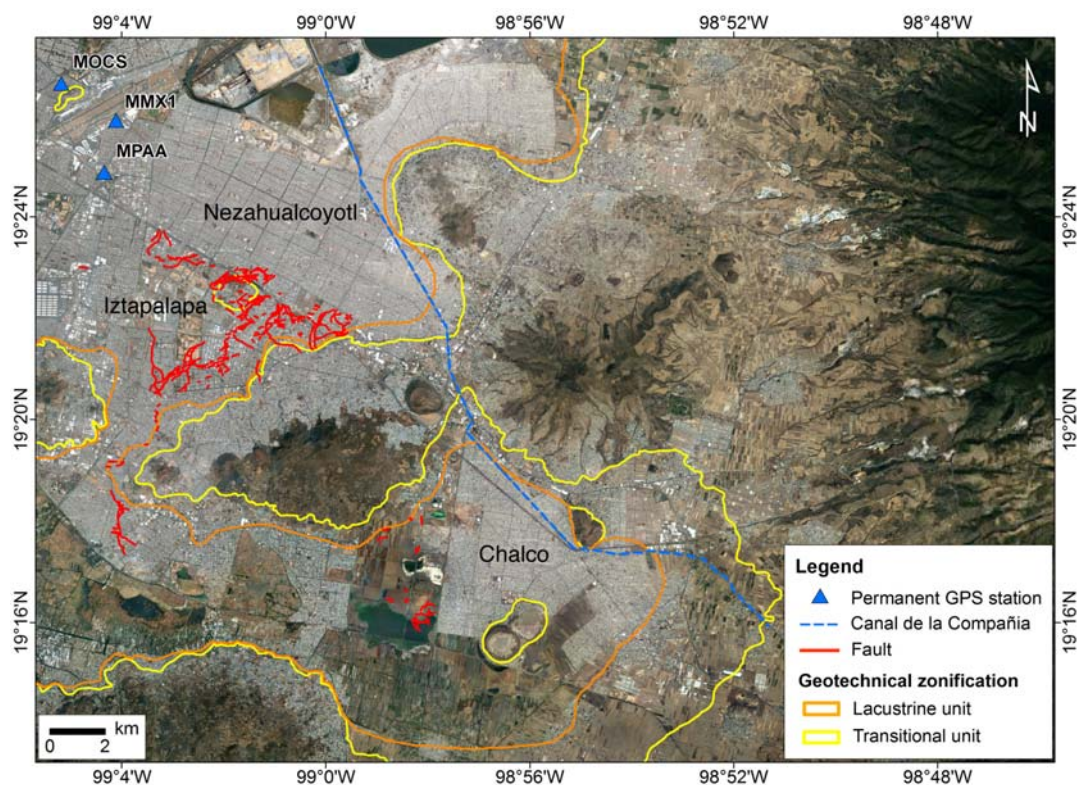 99°4'W
99°0'W
98°56'W
98°52'W
98°48'W
MOCS
MMX1
MPAA
N
19°24'N
19°24'N
Nezahualcoyotl
Iztapalapa
19°20'N
19°20'N
Chalco
19°16'N
19°16'N
Legend
Permanent GPS station
Canal de la Compañia
Fault
Geotechnical zonification
Lacustrine unit
Transitional unit
km
0 2
99°4'W
99°0'W
98°56'W
98°52'W
98°48'W